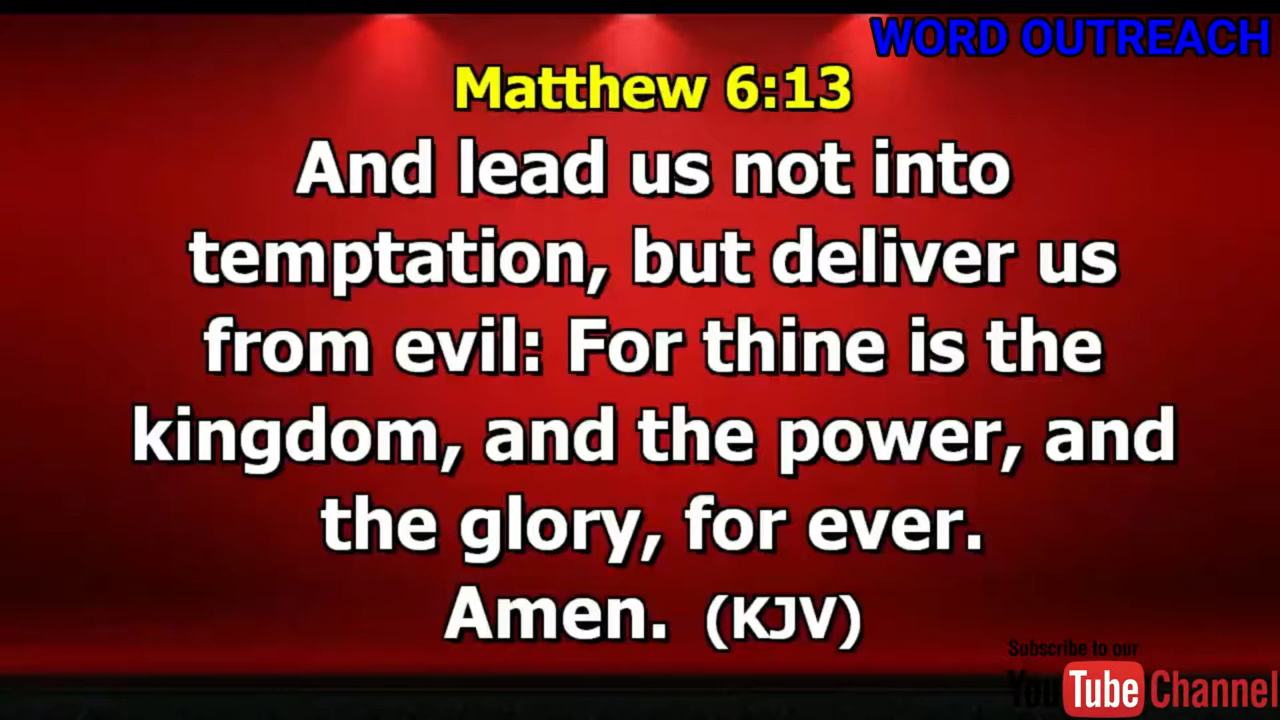 WORD OUTREACH
Matthew 6:13
And lead us not into
temptation, but deliver us
from evil: For thine is the
kingdom, and the power, and
the glory, for ever.
Amen. (KJV)
Subscribe to our
YouTube Channel